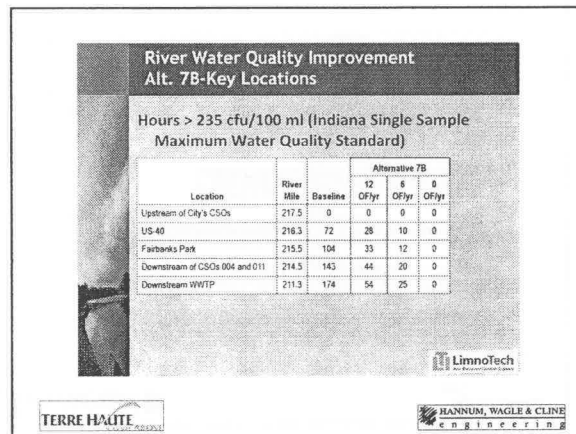 River Water Quality Improvement
Alt. 7B-Key Locations
Hours > 235 cfu/100 ml (Indiana Single Sample
Maximum Water Quality Standard)
Alternative 7B
Location River Mile Baseline 12 OF/yr 6 OF/yr 0 OF/yr
Upstream of City's CSOs 217.5 0 0 0 0
US-40 216.3 72 28 10 0
Fairbanks Park 215.5 104 33 12 0
Downstream of CSOs 004 and 011 214.5 143 44 20 0
Downstream WWTP 211.3 174 54 25 0
LimnoTech
TERRE HAUTE
HANNUM, WAGLE & CLINE
engineering